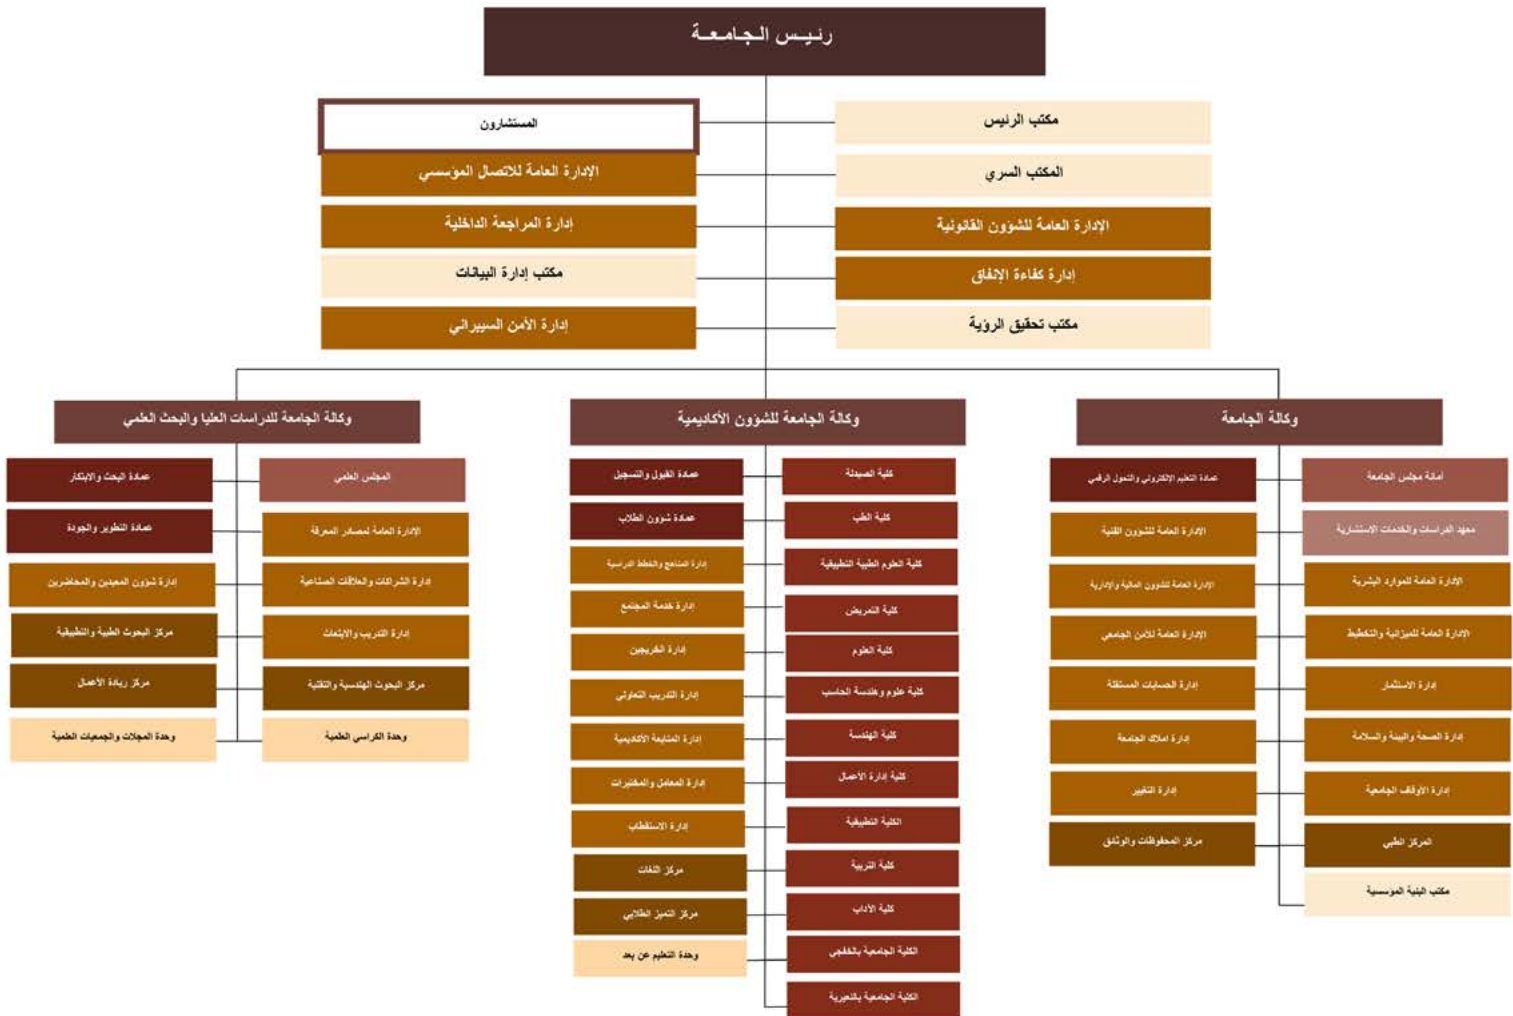 رئيس الجامعة
مكتب الرئيس
المستشارون
المكتب السري
الإدارة العامة للاتصال المؤسسي
الإدارة العامة للشؤون القانونية
إدارة المراجعة الداخلية
إدارة كفاءة الإنفاق
مكتب إدارة البيانات
مكتب تحقيق الرؤية
إدارة الأمن السيبراني
وكالة الجامعة
أمانة مجلس الجامعة
عمادة التعليم الإلكتروني والتحول الرقمي
معهد الدراسات والخدمات الاستشارية
الإدارة العامة للشؤون الفنية
الادارة العامة للموارد البشرية
الإدارة العامة للشؤون المالية والإدارية
الادارة العامة للميزانية والتخطيط
الإدارة العامة للأمن الجامعي
إدارة الاستثمار
إدارة الحسابات المستقلة
إدارة الصحة والبيئة والسلامة
إدارة املاك الجامعة
إدارة الأوقاف الجامعية
إدارة التغيير
المركز الطبي
مركز المحفوظات والوثائق
مكتب البنية المؤسسية
وكالة الجامعة للشؤون الأكاديمية
كلية الصيدلة
عمادة القبول والتسجيل
كلية الطب
عمادة شؤون الطلاب
كلية العلوم الطبية التطبيقية
إدارة المناهج والخطط الدراسية
كلية التمريض
إدارة خدمة المجتمع
كلية العلوم
إدارة الخريجين
كلية علوم وهندسة الحاسب
إدارة التدريب التعاوني
كلية الهندسة
إدارة المتابعة الأكاديمية
كلية إدارة الأعمال
إدارة المعامل والمختبرات
الكلية التطبيقية
إدارة الاستقطاب
كلية التربية
مركز اللغات
كلية الآداب
مركز التميز الطلابي
الكلية الجامعية بالخفجي
وحدة التعليم عن بعد
الكلية الجامعية بالنعيرية
وكالة الجامعة للدراسات العليا والبحث العلمي
المجلس العلمي
عمادة البحث والابتكار
الإدارة العامة لمصادر المعرفة
عمادة التطوير والجودة
إدارة الشراكات والعلاقات الصناعية
إدارة شؤون المعيدين والمحاضرين
إدارة التدريب والابتعاث
مركز البحوث الطبية والتطبيقية
مركز البحوث الهندسية والتقنية
مركز ريادة الأعمال
وحدة الكراسي العلمية
وحدة المجلات والجمعيات العلمية